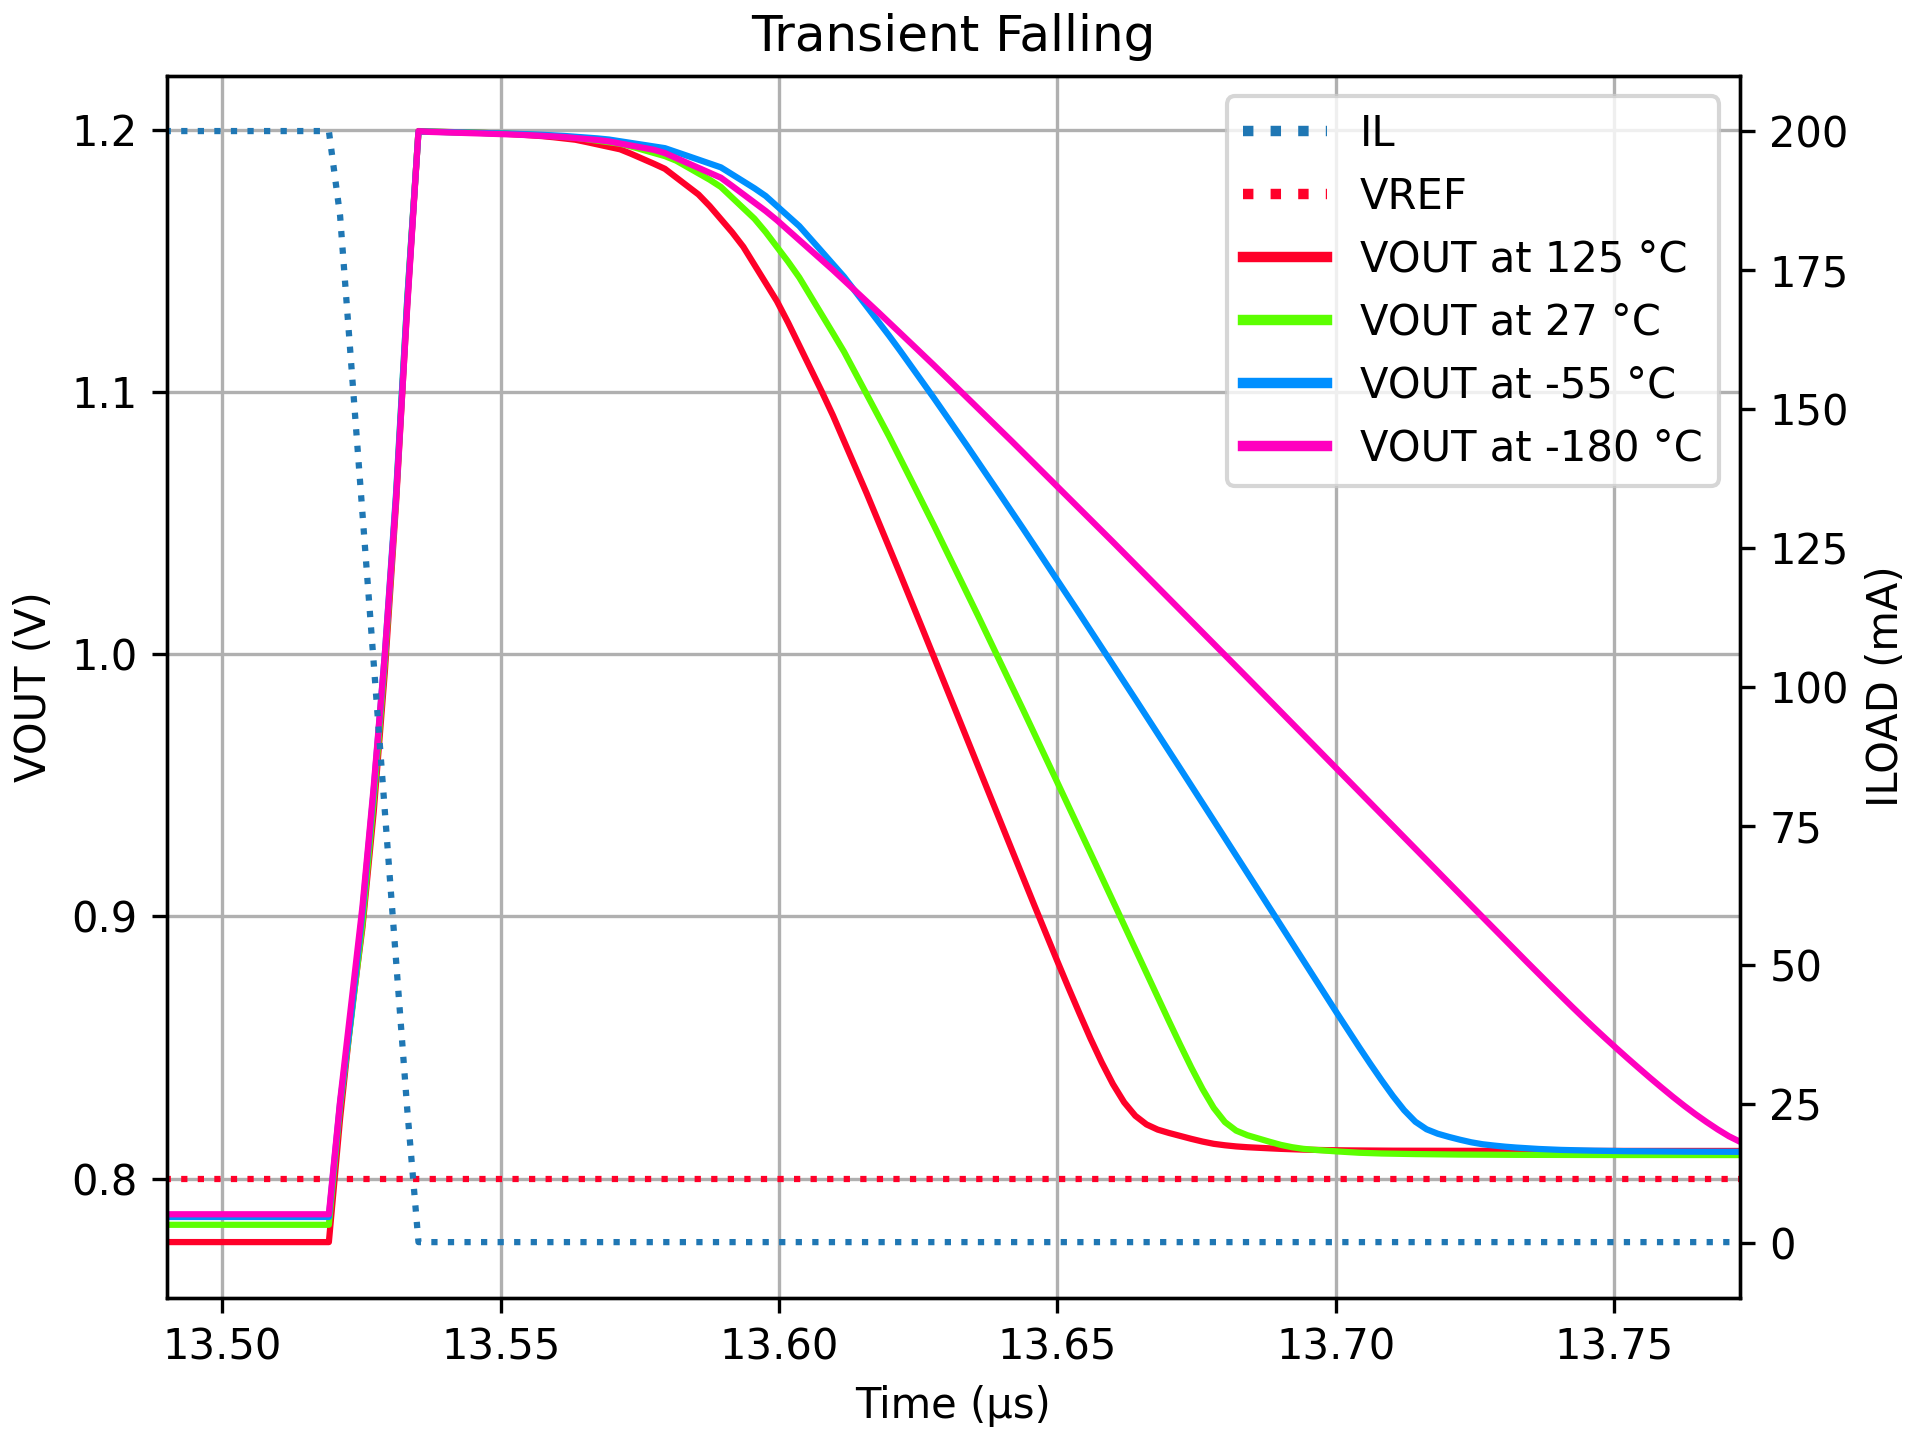 Transient Falling
1.2
1.1
1.0
0.9
0.8
VOUT (V)
IL
VREF
VOUT at 125 °C
VOUT at 27 °C
VOUT at -55 °C
VOUT at -180 °C
200
175
150
125
100
75
50
25
0
ILOAD (mA)
13.50 13.55 13.60 13.65 13.70 13.75
Time (µs)